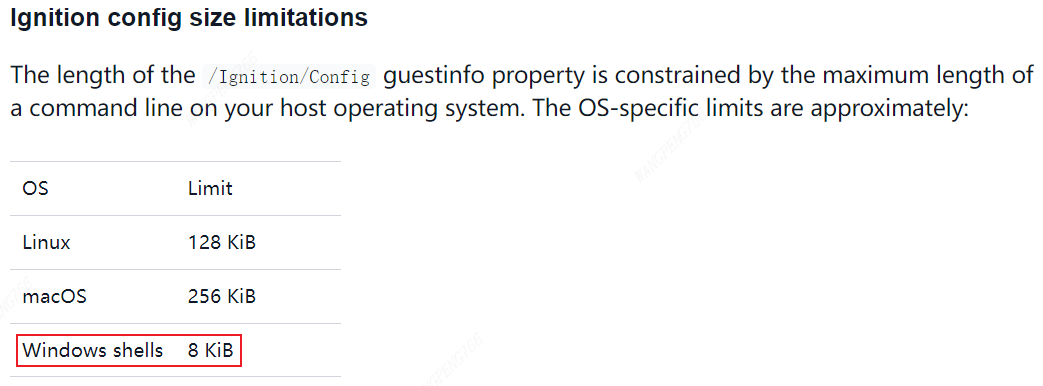 Ignition config size limitations
The length of the /Ignition/Config guestinfo property is constrained by the maximum length of
a command line on your host operating system. The OS-specific limits are approximately:
OS Limit
Linux 128 KiB
macOS 256 KiB
Windows shells 8 KiB